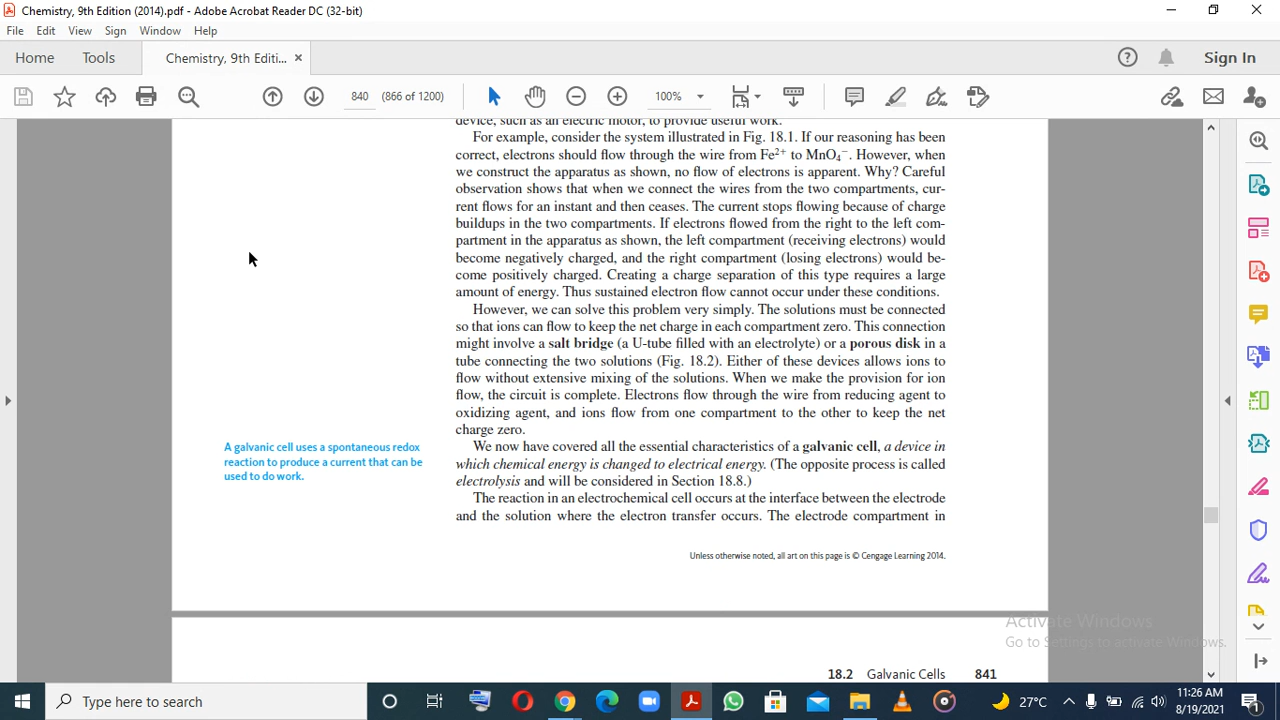 Chemistry, 9th Edition (2014).pdf - Adobe Acrobat Reader DC (32-bit)
File Edit View Sign Window Help
Home Tools Chemistry, 9th Editi... × Sign In
840 (866 of 1200) 100%
device, such as an electric motor, to provide useful work.
For example, consider the system illustrated in Fig. 18.1. If our reasoning has been
correct, electrons should flow through the wire from Fe²⁺ to MnO₄⁻. However, when
we construct the apparatus as shown, no flow of electrons is apparent. Why? Careful
observation shows that when we connect the wires from the two compartments, cur-
rent flows for an instant and then ceases. The current stops flowing because of charge
buildups in the two compartments. If electrons flowed from the right to the left com-
partment in the apparatus as shown, the left compartment (receiving electrons) would
become negatively charged, and the right compartment (losing electrons) would be-
come positively charged. Creating a charge separation of this type requires a large
amount of energy. Thus sustained electron flow cannot occur under these conditions.
However, we can solve this problem very simply. The solutions must be connected
so that ions can flow to keep the net charge in each compartment zero. This connection
might involve a salt bridge (a U-tube filled with an electrolyte) or a porous disk in a
tube connecting the two solutions (Fig. 18.2). Either of these devices allows ions to
flow without extensive mixing of the solutions. When we make the provision for ion
flow, the circuit is complete. Electrons flow through the wire from reducing agent to
oxidizing agent, and ions flow from one compartment to the other to keep the net
charge zero.
A galvanic cell uses a spontaneous redox
reaction to produce a current that can be
used to do work.
We now have covered all the essential characteristics of a galvanic cell, a device in
which chemical energy is changed to electrical energy. (The opposite process is called
electrolysis and will be considered in Section 18.8.)
The reaction in an electrochemical cell occurs at the interface between the electrode
and the solution where the electron transfer occurs. The electrode compartment in
Unless otherwise noted, all art on this page is © Cengage Learning 2014.
Activate Windows
Go to Settings to activate Windows.
18.2 Galvanic Cells 841
Type here to search
27°C
11:26 AM
8/19/2021
1